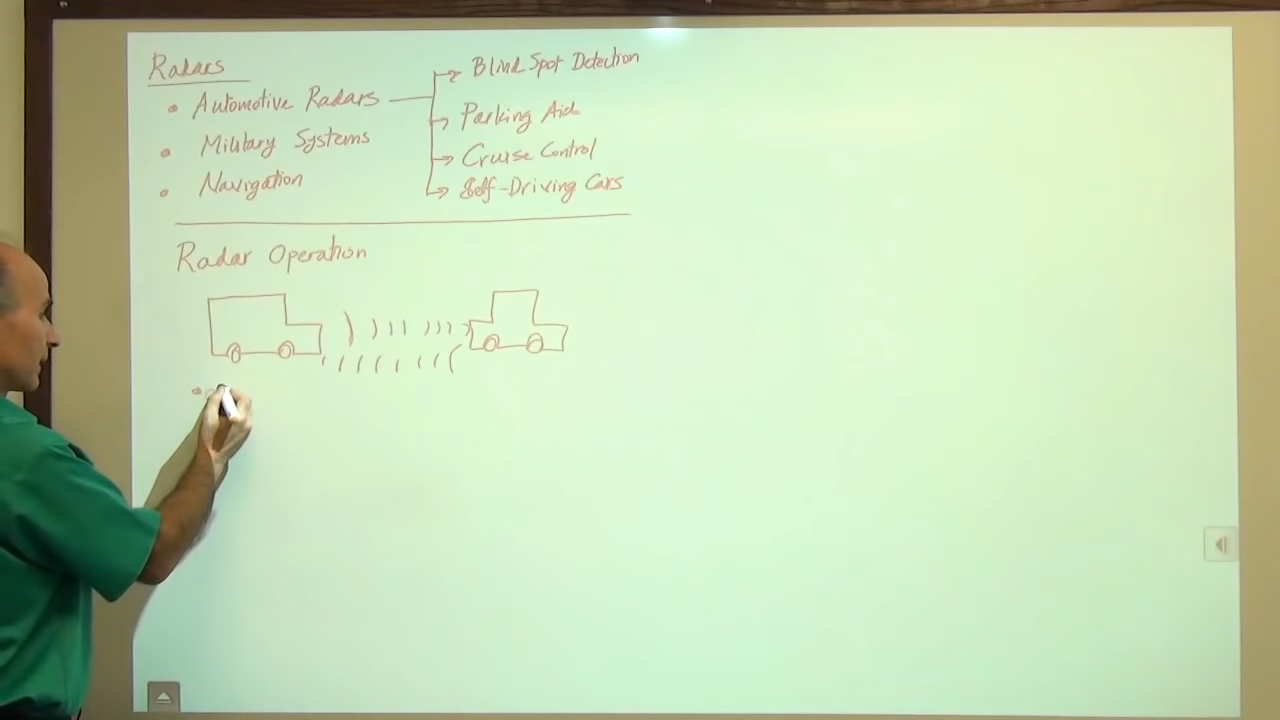 Radars
• Automotive Radars
• Military Systems
• Navigation
Blind Spot Detection
Parking Aid
Cruise Control
Self-Driving Cars
Radar Operation